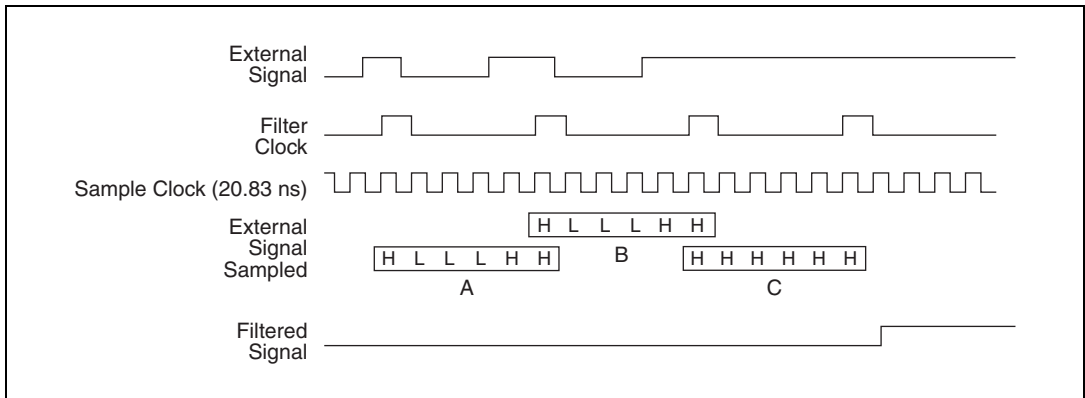 External
Signal
Filter
Clock
Sample Clock (20.83 ns)
External
Signal
Sampled
H L L L H H
B
H L L L H H
A
H H H H H H
C
Filtered
Signal